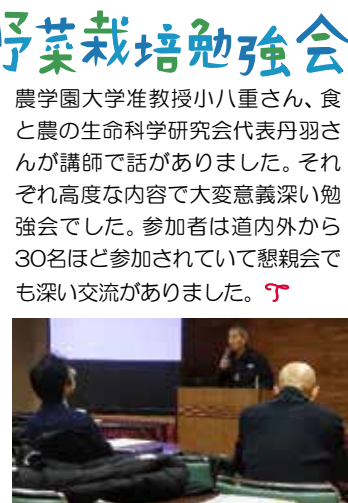 野菜栽培勉強会
農学園大学准教授小八重さん、食
と農の生命科学研究会代表丹羽さ
んが講師で話がありました。それ
ぞれ高度な内容で大変意義深い勉
強会でした。参加者は道内外から
30名ほど参加されていて懇親会で
も深い交流がありました。